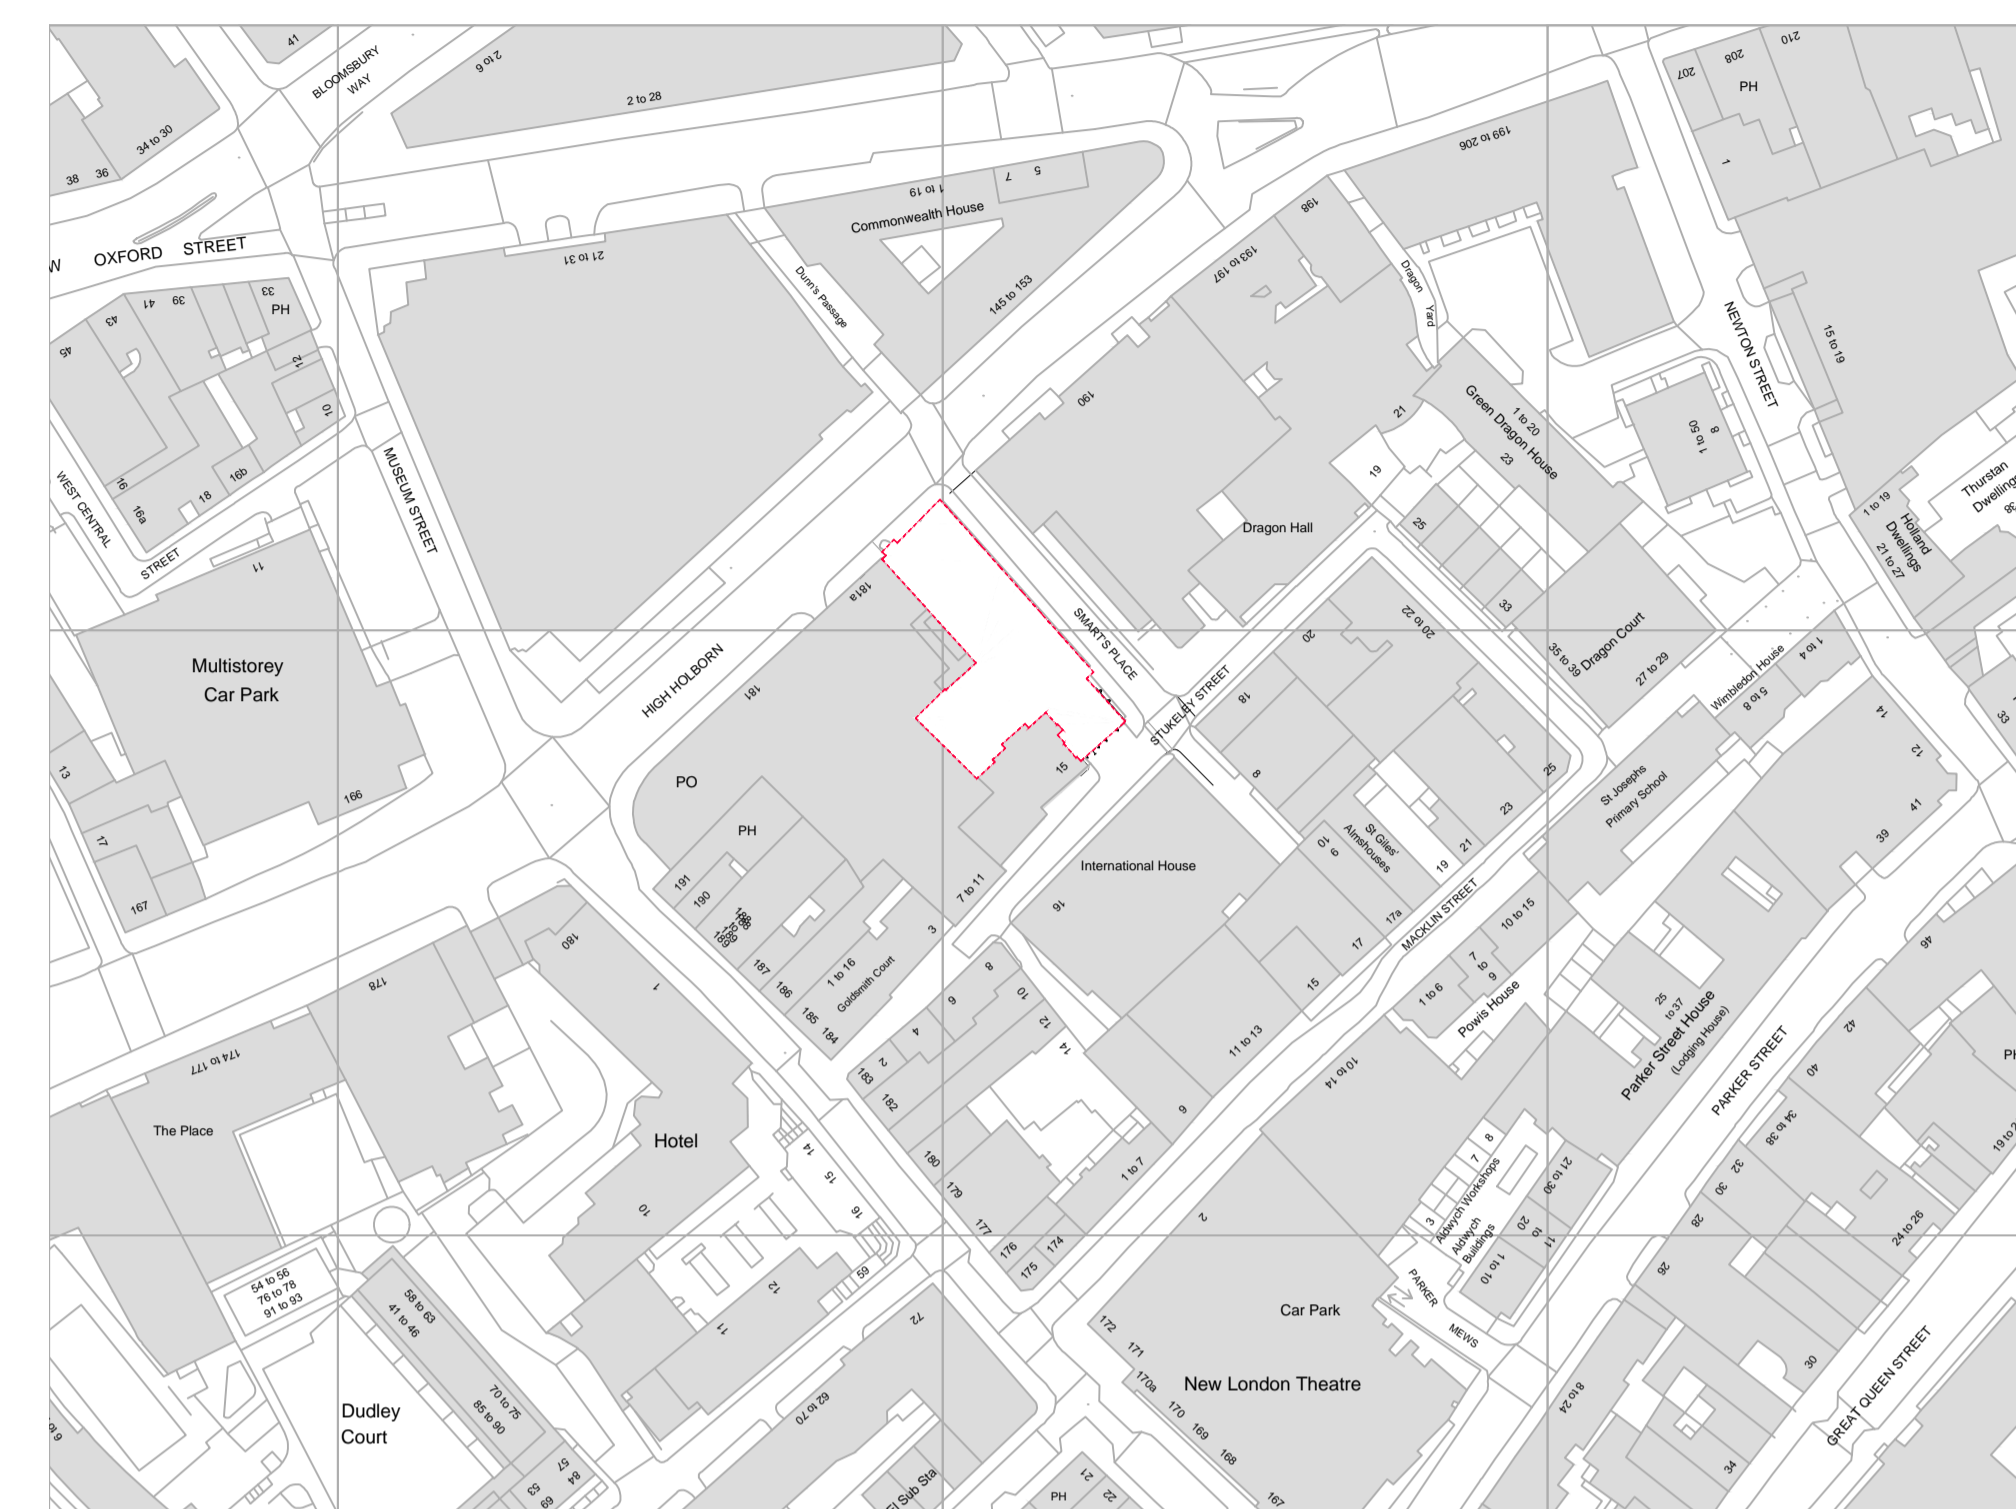 41
BLOOMSBURY
WAY
2 to 6
2 to 28
34 to 30
38
36
W OXFORD STREET
207
208
210
PH
1
199 to 206
1 to 19
7
5
Commonwealth House
145 to 153
Dunn's Passage
21 to 31
198
193 to 197
Dragon
Yard
NEWTON STREET
15 to 19
45
43
41
39
33
PH
12
10
16
16a
18
16b
WEST CENTRAL
STREET
11
MUSEUM STREET
190
21
19
Green Dragon House
1 to 20
23
8
1 to 50
Thurstan
Dwellings
1 to 19
Holland
Dwellings
21 to 27
Dragon Hall
25
33
181a
SMART'S PLACE
20
20 to 22
35 to 39
Dragon Court
27 to 29
Wimbledon House
1 to 4
5 to 8
Multistorey
Car Park
HIGH HOLBORN
181
18
STUKELEY STREET
8
25
23
14
12
41
39
33
13
17
166
167
PO
PH
15
191
190
188
to
189
187
186
185
184
1 to 16
Goldsmith Court
3
7 to 11
International House
16
10
9
St Giles'
Almshouses
19
21
17a
17
15
MACKLIN STREET
St Josephs
Primary School
10 to 15
7
to
9
1 to 6
Powis House
25
to 37
Parker Street House
(Lodging House)
PARKER STREET
46
42
40
34 to 38
32
30
28
26
PH
24 to 26
180
178
1
174 to 177
The Place
Hotel
10
8
6
4
2
183
182
10
12
14
11 to 13
9
10 to 14
180
179
177
176
175
174
1 to 7
2
14
15
16
59
12
11
72
62 to 70
54 to 56
76 to 78
91 to 93
58 to 63
41 to 46
70 to 75
85 to 90
57
84
53
69
Dudley
Court
8
7
3
Aldwych Workshops
Aldwych
Buildings
21 to 30
20
to
11
1 to 10
PARKER
MEWS
Car Park
New London Theatre
172
171
170a
170
169
168
167
8 to 24
30
34
GREAT QUEEN STREET
El Sub Sta
PH
21
22